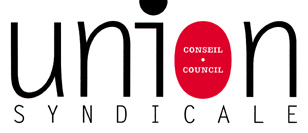 union
CONSEIL
•
COUNCIL
SYNDICALE